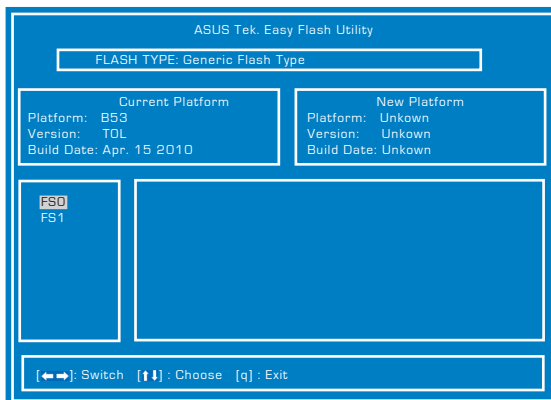 ASUS Tek. Easy Flash Utility
FLASH TYPE: Generic Flash Type
Current Platform
Platform: B53
Version: T0L
Build Date: Apr. 15 2010
New Platform
Platform: Unkown
Version: Unkown
Build Date: Unkown
FS0
FS1
[←→]: Switch [↑↓] : Choose [q] : Exit